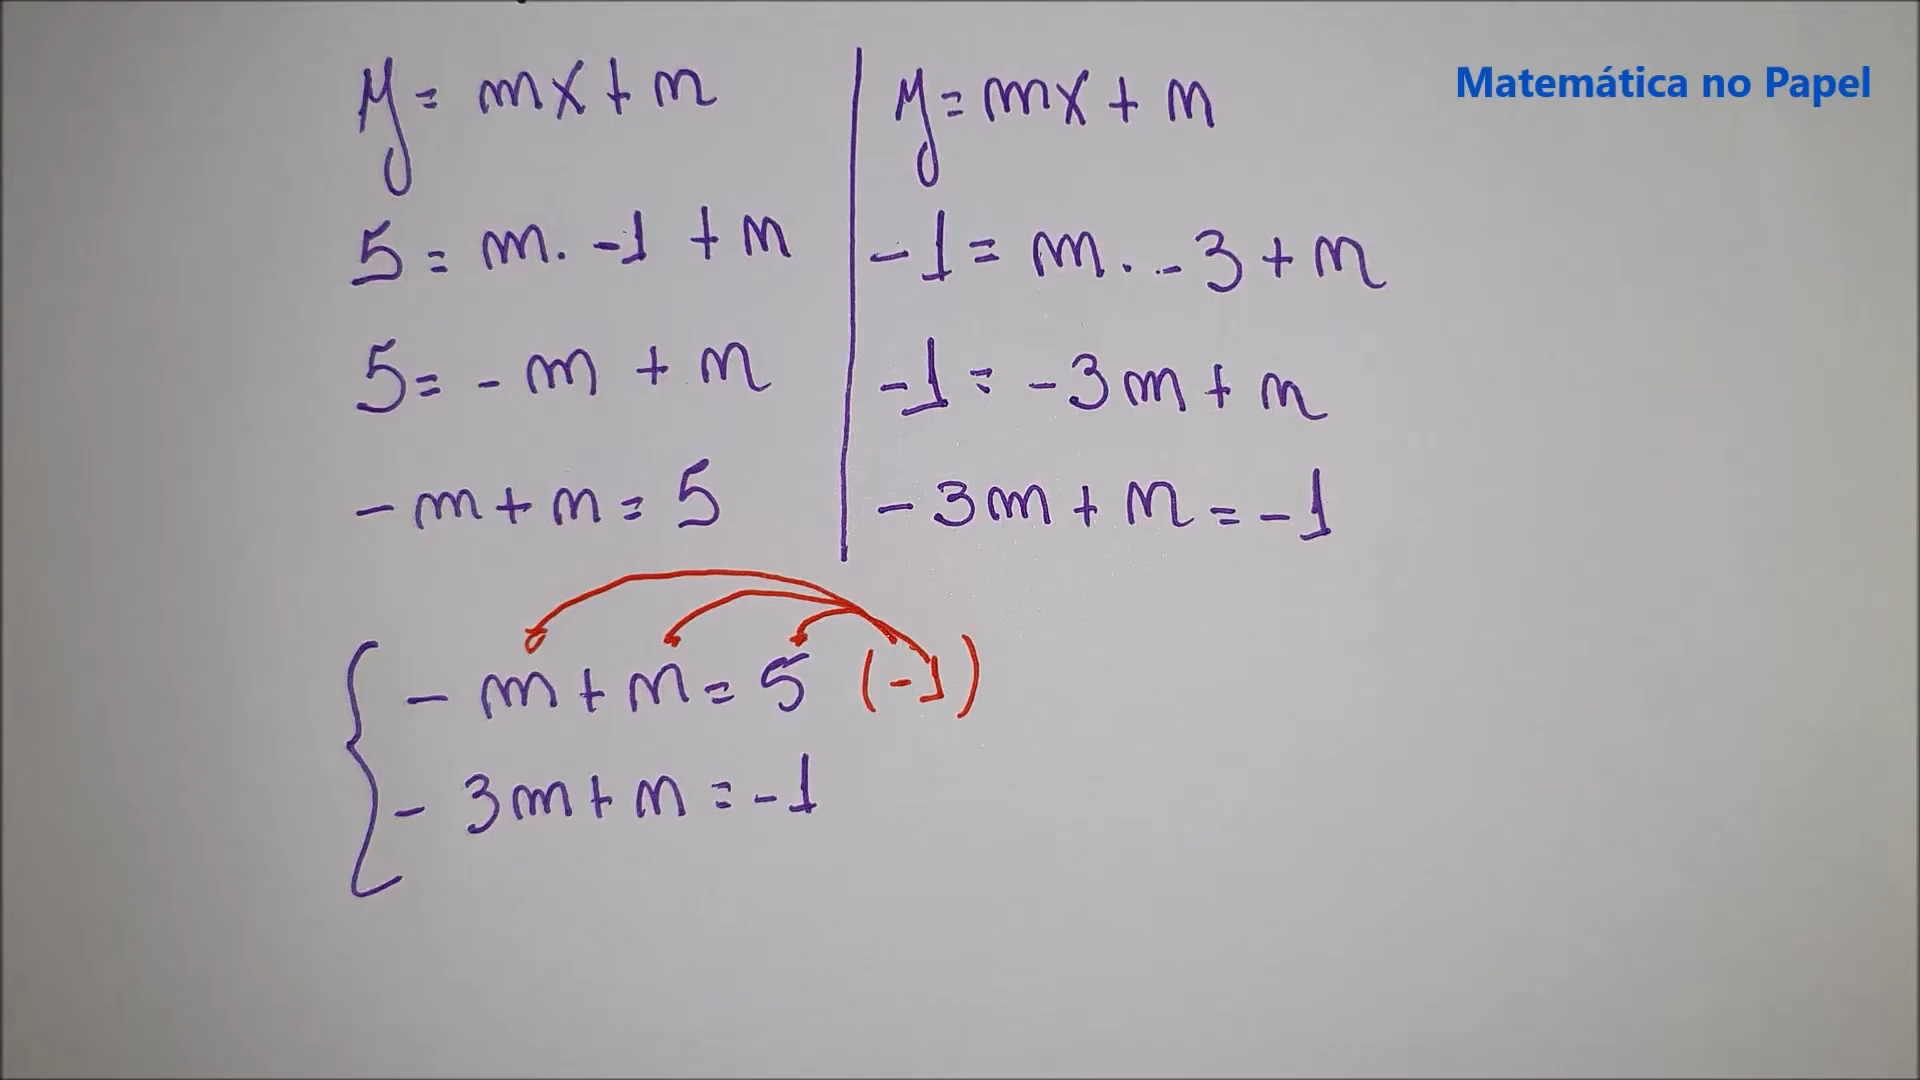 Matemática no Papel
y = mx + n
5 = m. -1 + n
5 = - m + n
- m + n = 5
y = mx + n
-1 = m. -3 + n
-1 = -3m + n
- 3m + n = -1
- m + n = 5 (-1)
- 3m + n = -1